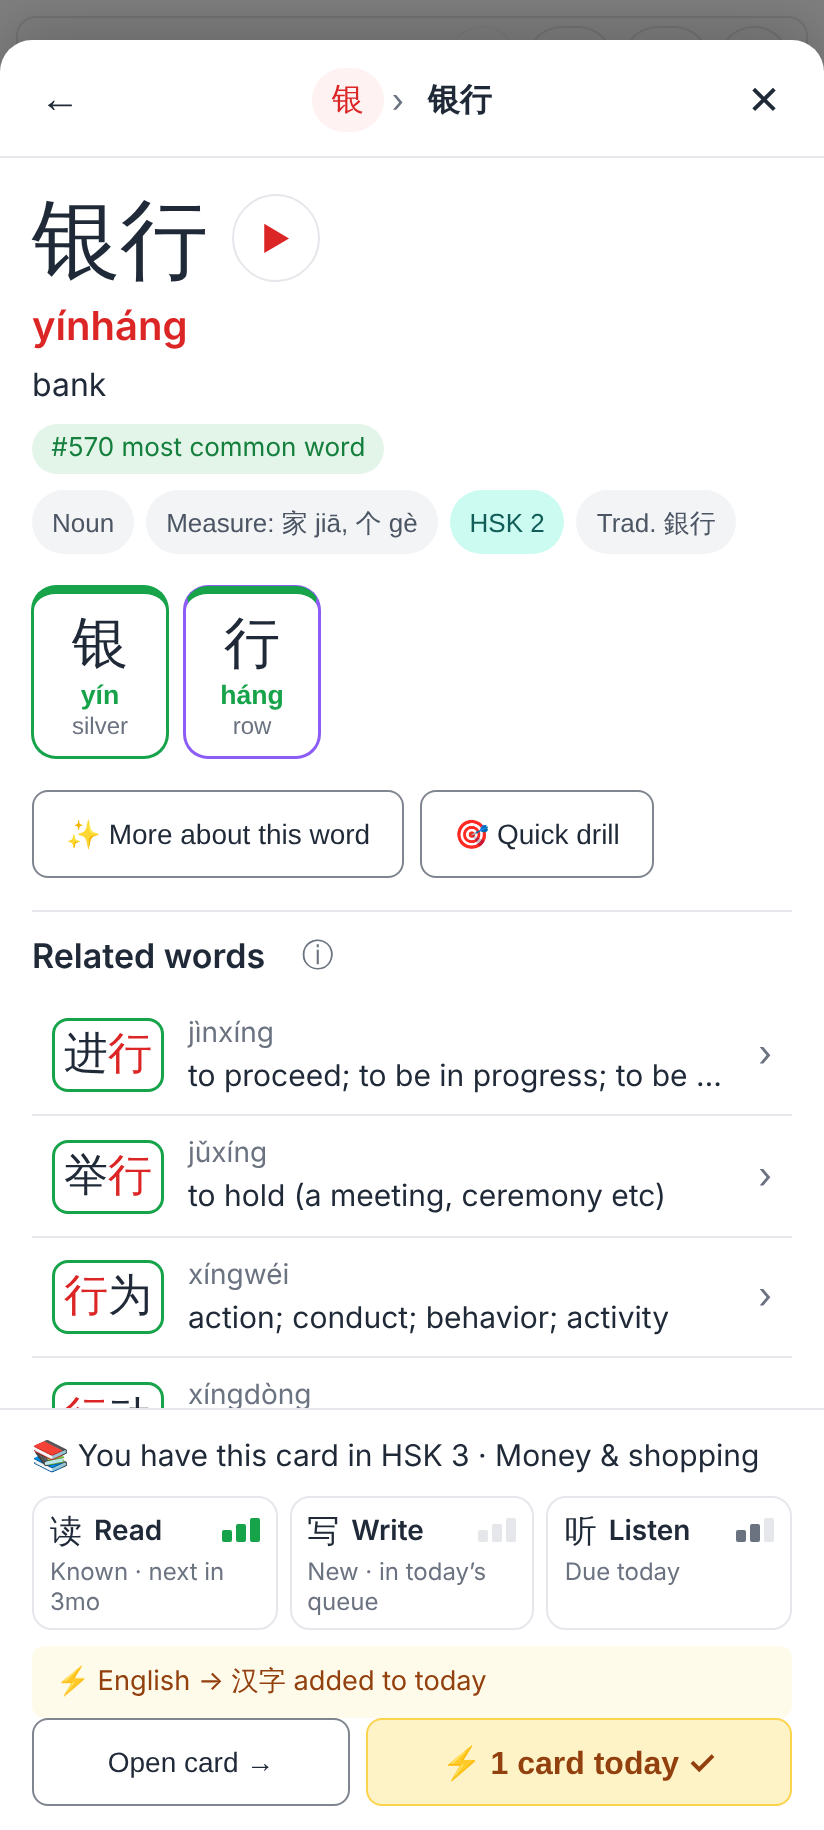 ← 银 › 银行 ✕
银行
yínháng
bank
#570 most common word
Noun Measure: 家 jiā, 个 gè HSK 2 Trad. 銀行
银 行
yín háng
silver row
✨ More about this word 🎯 Quick drill
Related words ⓘ
jìnxíng
进行 to proceed; to be in progress; to be ... ›
jǔxíng
举行 to hold (a meeting, ceremony etc) ›
xíngwéi
行为 action; conduct; behavior; activity ›
xíngdòng
📚 You have this card in HSK 3 · Money & shopping
读 Read 写 Write 听 Listen
Known · next in 3mo
New · in today’s queue
Due today
⚡ English → 汉字 added to today
Open card → ⚡ 1 card today ✓